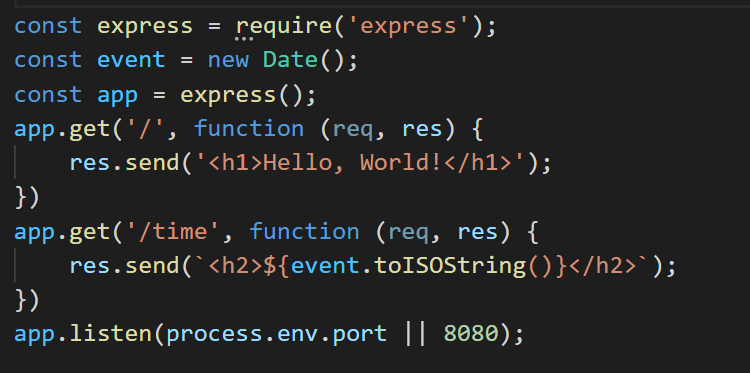 const express = require('express');
const event = new Date();
const app = express();
app.get('/', function (req, res) {
    res.send('<h1>Hello, World!</h1>');
})
app.get('/time', function (req, res) {
    res.send(`<h2>${event.toISOString()}</h2>`);
})
app.listen(process.env.port || 8080);